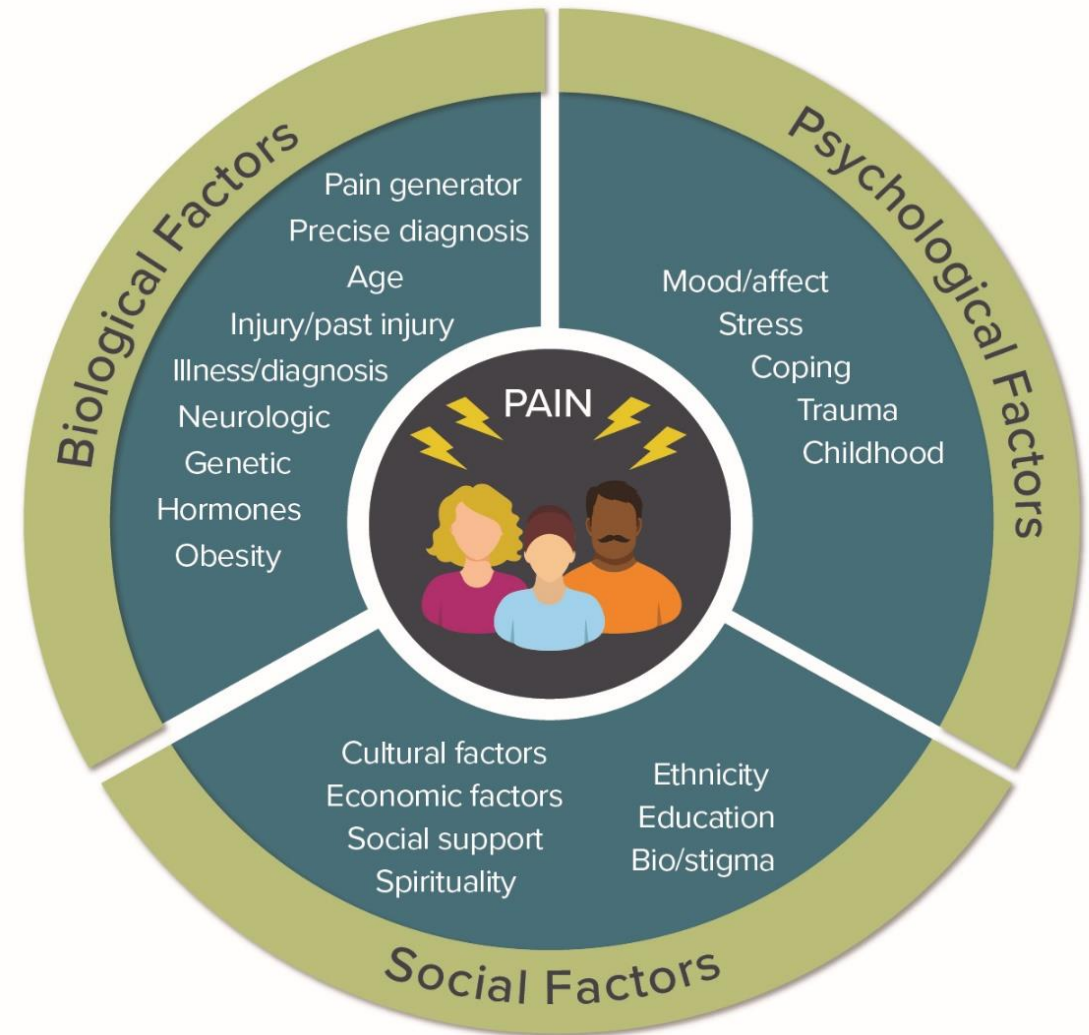 Biological Factors
Pain generator
Precise diagnosis
Age
Injury/past injury
Illness/diagnosis
Neurologic
Genetic
Hormones
Obesity
Psychological Factors
Mood/affect
Stress
Coping
Trauma
Childhood
PAIN
Cultural factors
Economic factors
Social support
Spirituality
Ethnicity
Education
Bio/stigma
Social Factors